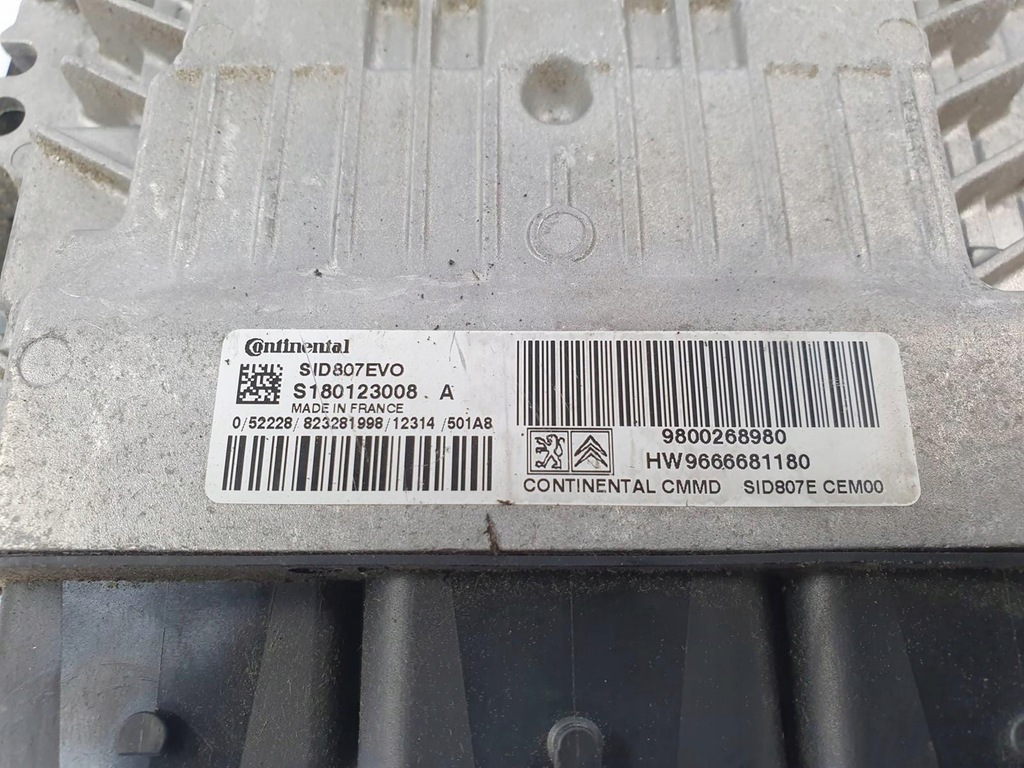 Continental
SID807EVO
S180123008 A
MADE IN FRANCE
0/52228/823281998/12314/501A8
9800268980
HW9666681180
CONTINENTAL CMMD SID807E CEM00